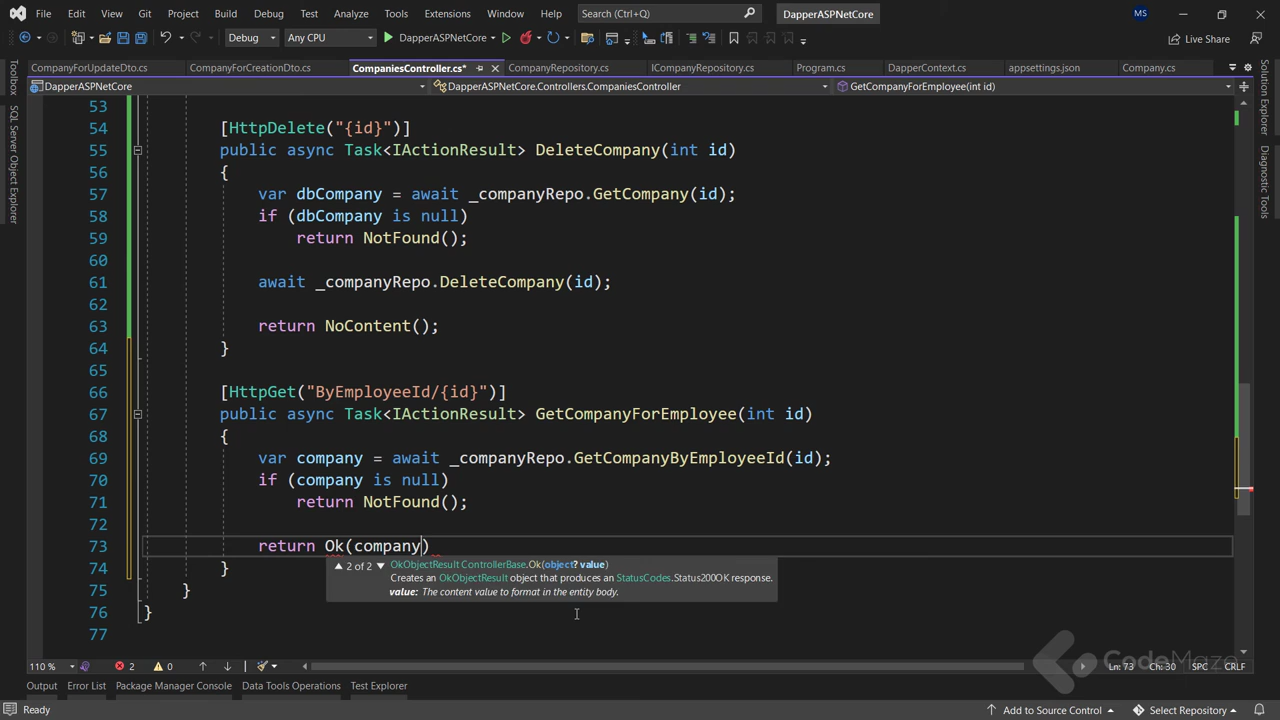 File Edit View Git Project Build Debug Test Analyze Tools Extensions Window Help Search (Ctrl+Q) DapperASPNetCore MS
Debug Any CPU DapperASPNetCore Live Share
CompanyForUpdateDto.cs CompanyForCreationDto.cs CompaniesController.cs* CompanyRepository.cs ICompanyRepository.cs Program.cs DapperContext.cs appsettings.json Company.cs
DapperASPNetCore DapperASPNetCore.Controllers.CompaniesController GetCompanyForEmployee(int id)
Toolbox
SQL Server Object Explorer
Solution Explorer
Diagnostic Tools
53
54 [HttpDelete("{id}")]
55 public async Task<IActionResult> DeleteCompany(int id)
56 {
57 var dbCompany = await _companyRepo.GetCompany(id);
58 if (dbCompany is null)
59 return NotFound();
60
61 await _companyRepo.DeleteCompany(id);
62
63 return NoContent();
64 }
65
66 [HttpGet("ByEmployeeId/{id}")]
67 public async Task<IActionResult> GetCompanyForEmployee(int id)
68 {
69 var company = await _companyRepo.GetCompanyByEmployeeId(id);
70 if (company is null)
71 return NotFound();
72
73 return Ok(company)
74 }
▲ 2 of 2 ▼ OkObjectResult ControllerBase.Ok(object? value)
Creates an OkObjectResult object that produces an StatusCodes.Status200OK response.
value: The content value to format in the entity body.
75 }
76 }
77
CodeMaze
110 % 2 0 Ln: 73 Ch: 30 SPC CRLF
Output Error List Package Manager Console Data Tools Operations Test Explorer
Ready Add to Source Control Select Repository